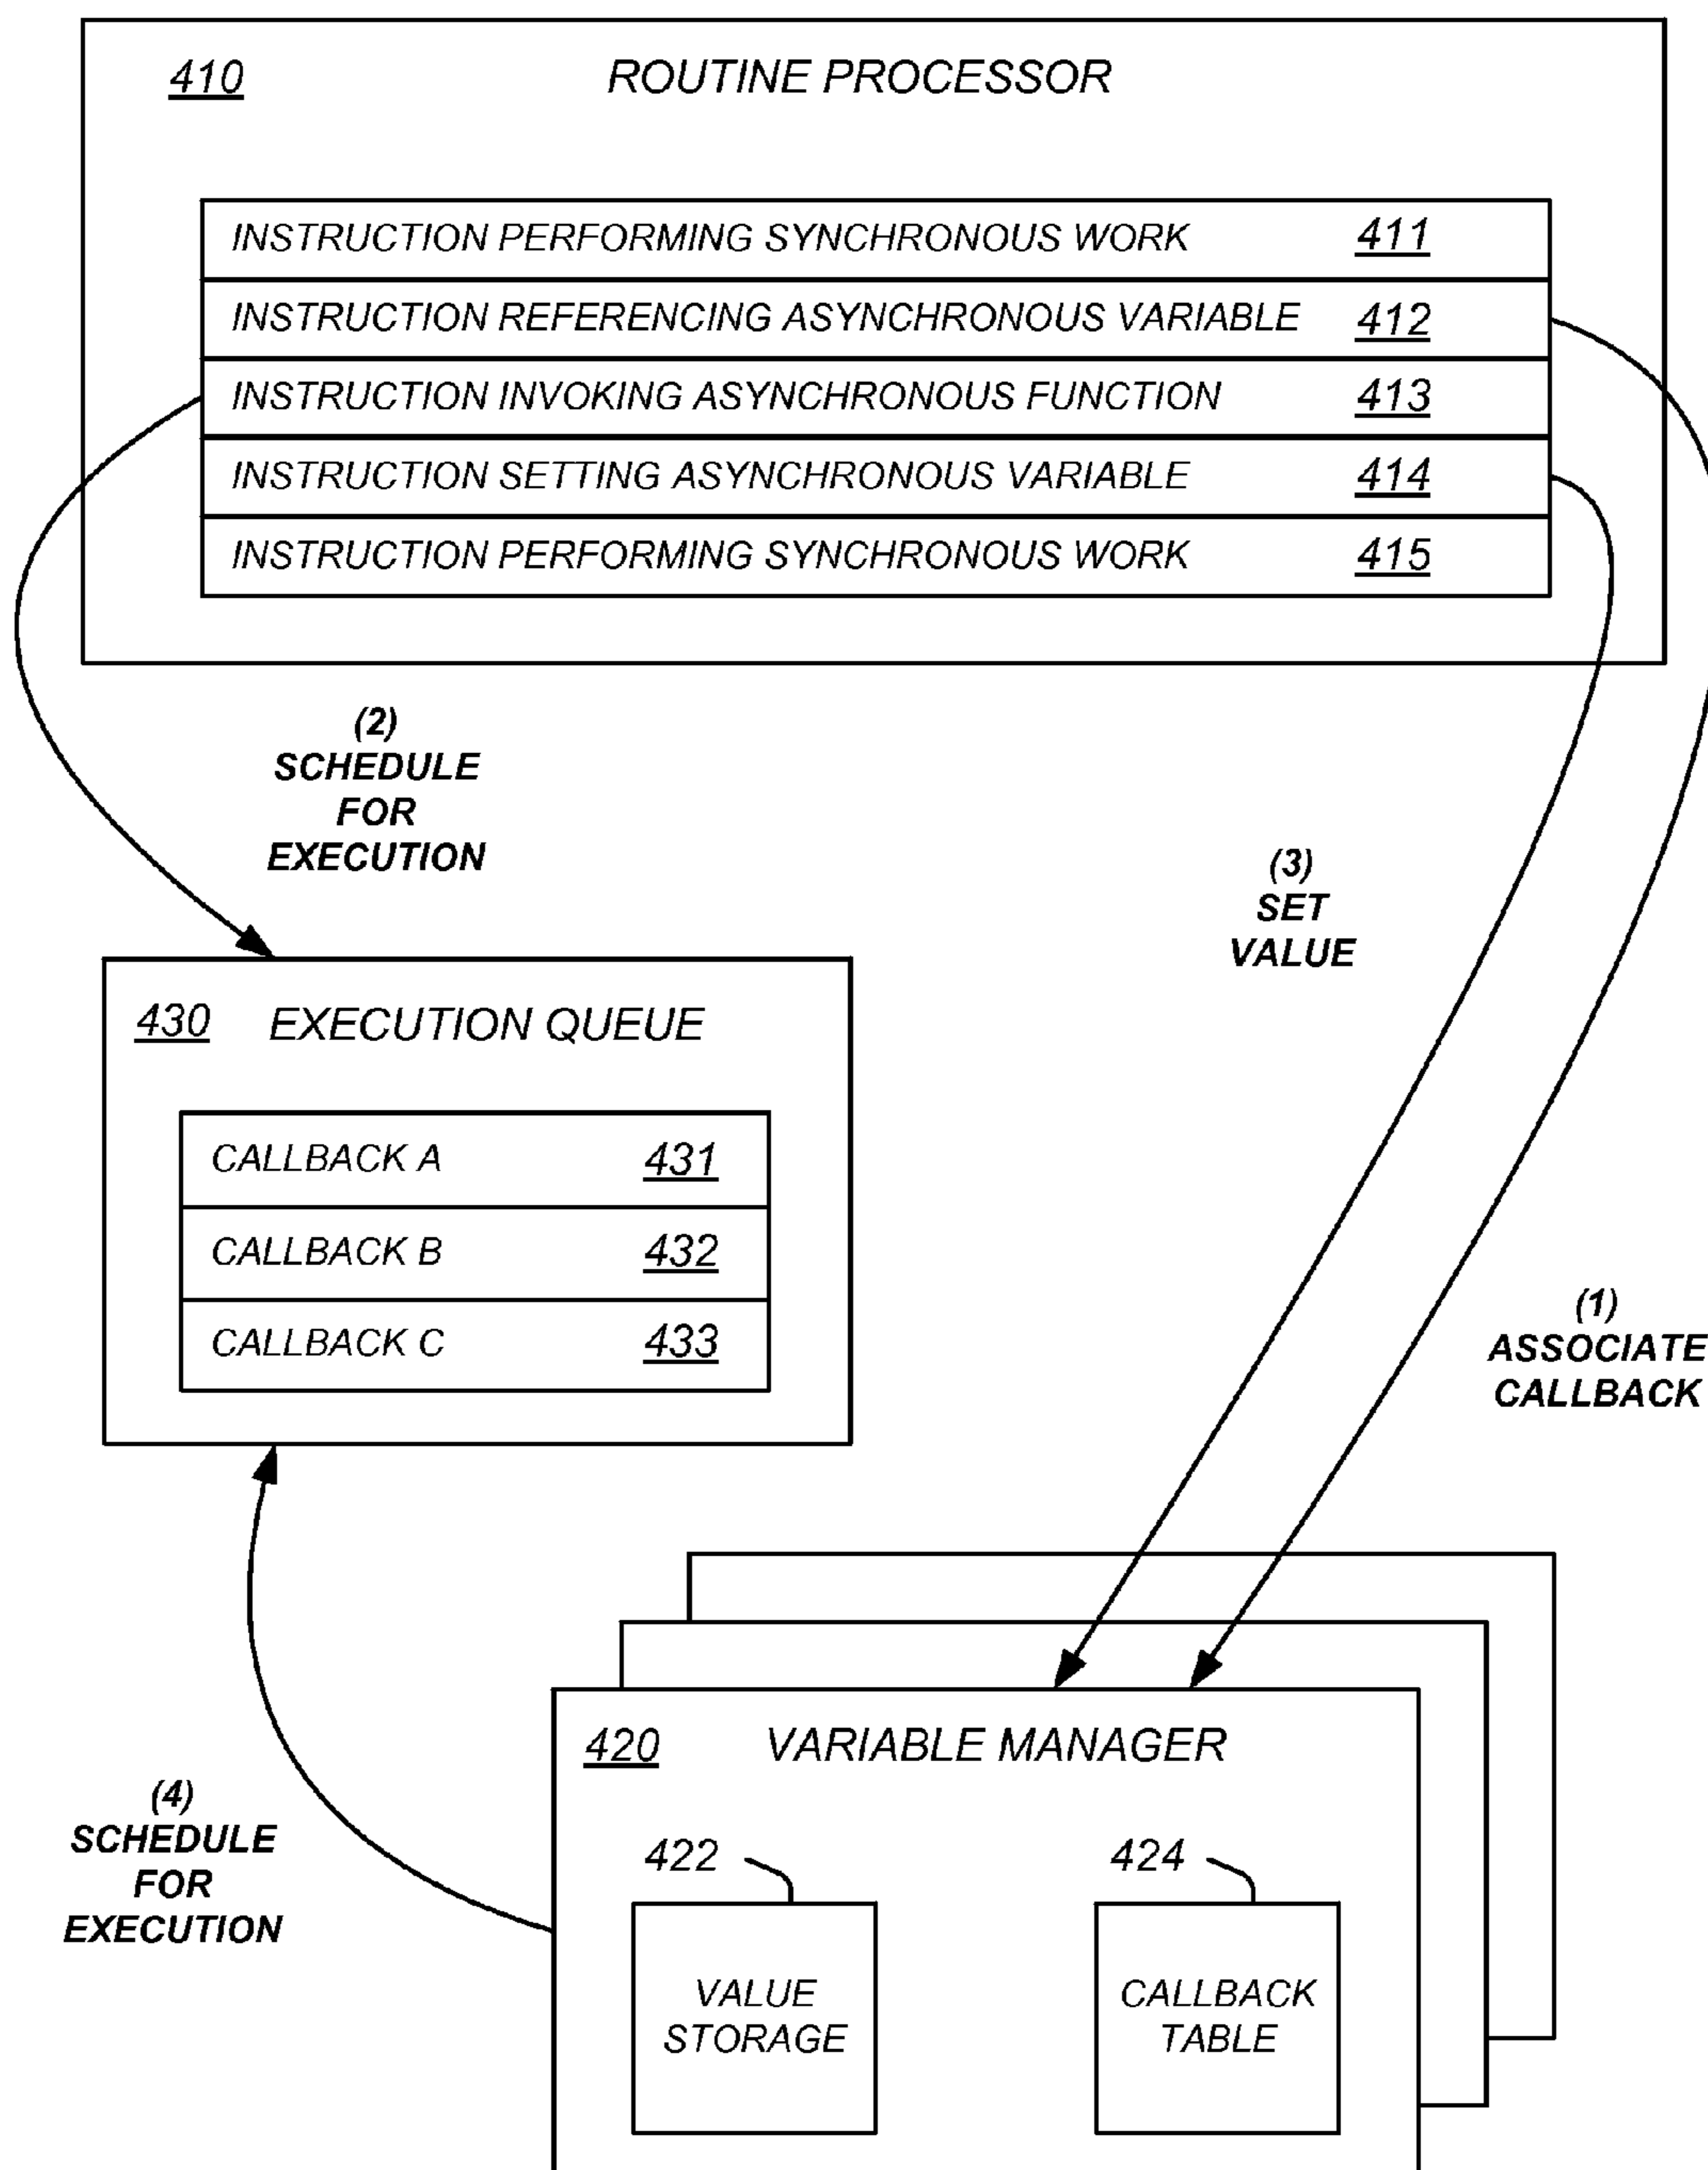 410 ROUTINE PROCESSOR
INSTRUCTION PERFORMING SYNCHRONOUS WORK 411
INSTRUCTION REFERENCING ASYNCHRONOUS VARIABLE 412
INSTRUCTION INVOKING ASYNCHRONOUS FUNCTION 413
INSTRUCTION SETTING ASYNCHRONOUS VARIABLE 414
INSTRUCTION PERFORMING SYNCHRONOUS WORK 415
(2)
SCHEDULE
FOR
EXECUTION
(3)
SET
VALUE
430 EXECUTION QUEUE
CALLBACK A 431
CALLBACK B 432
CALLBACK C 433
(1)
ASSOCIATE
CALLBACK
420 VARIABLE MANAGER
(4)
SCHEDULE
FOR
EXECUTION
422
VALUE
STORAGE
424
CALLBACK
TABLE